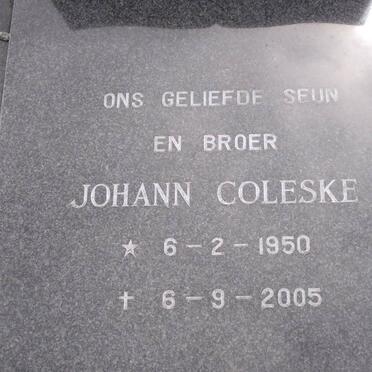 ONS GELIEFDE SEUN
EN BROER
JOHANN COLESKE
★ 6 - 2 - 1950
✝ 6 - 9 - 2005